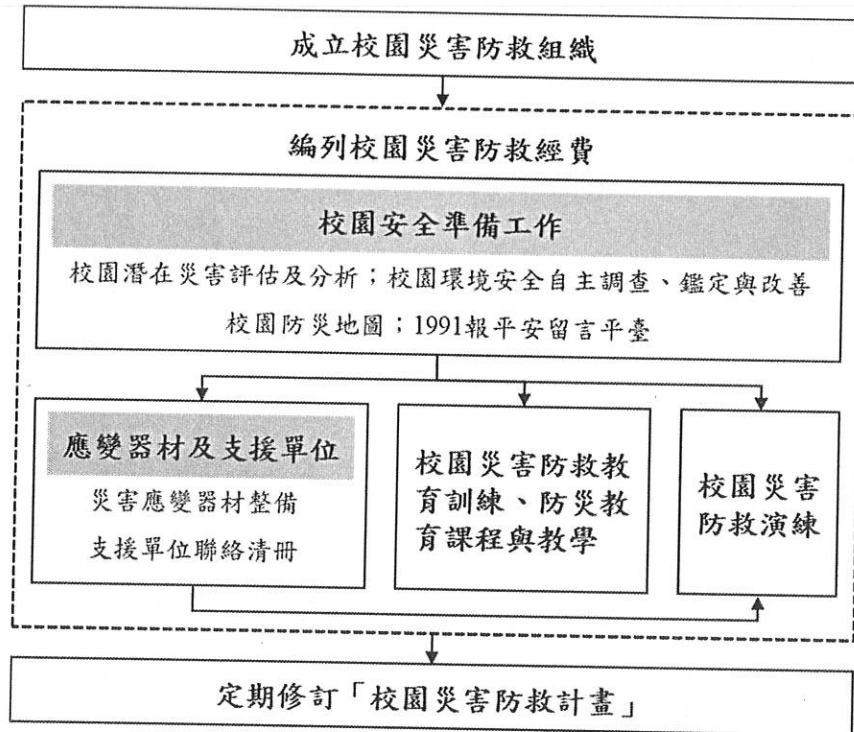 成立校園災害防救組織
編列校園災害防救經費
校園安全準備工作
校園潛在災害評估及分析；校園環境安全自主調查、鑑定與改善
校園防災地圖；1991報平安留言平臺
應變器材及支援單位
災害應變器材整備
支援單位聯絡清冊
校園災害防救教
育訓練、防災教
育課程與教學
校園災害
防救演練
定期修訂「校園災害防救計畫」